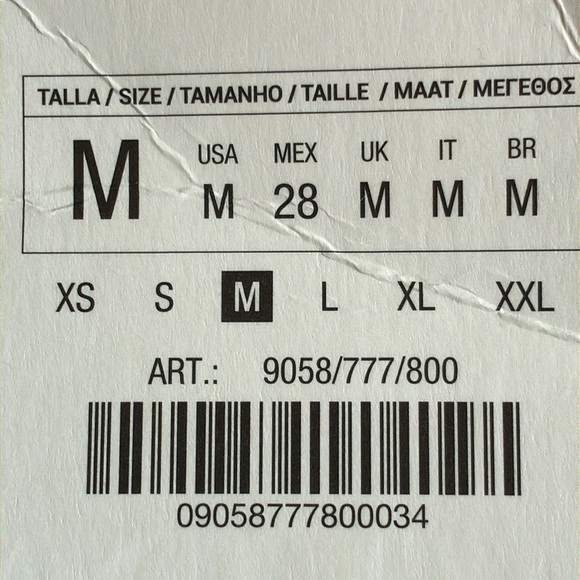 TALLA / SIZE / TAMANHO / TAILLE / MAAT / ΜΕΓΕΘΟΣ
M USA MEX UK IT BR
M 28 M M M
XS S M L XL XXL
ART.: 9058/777/800
09058777800034